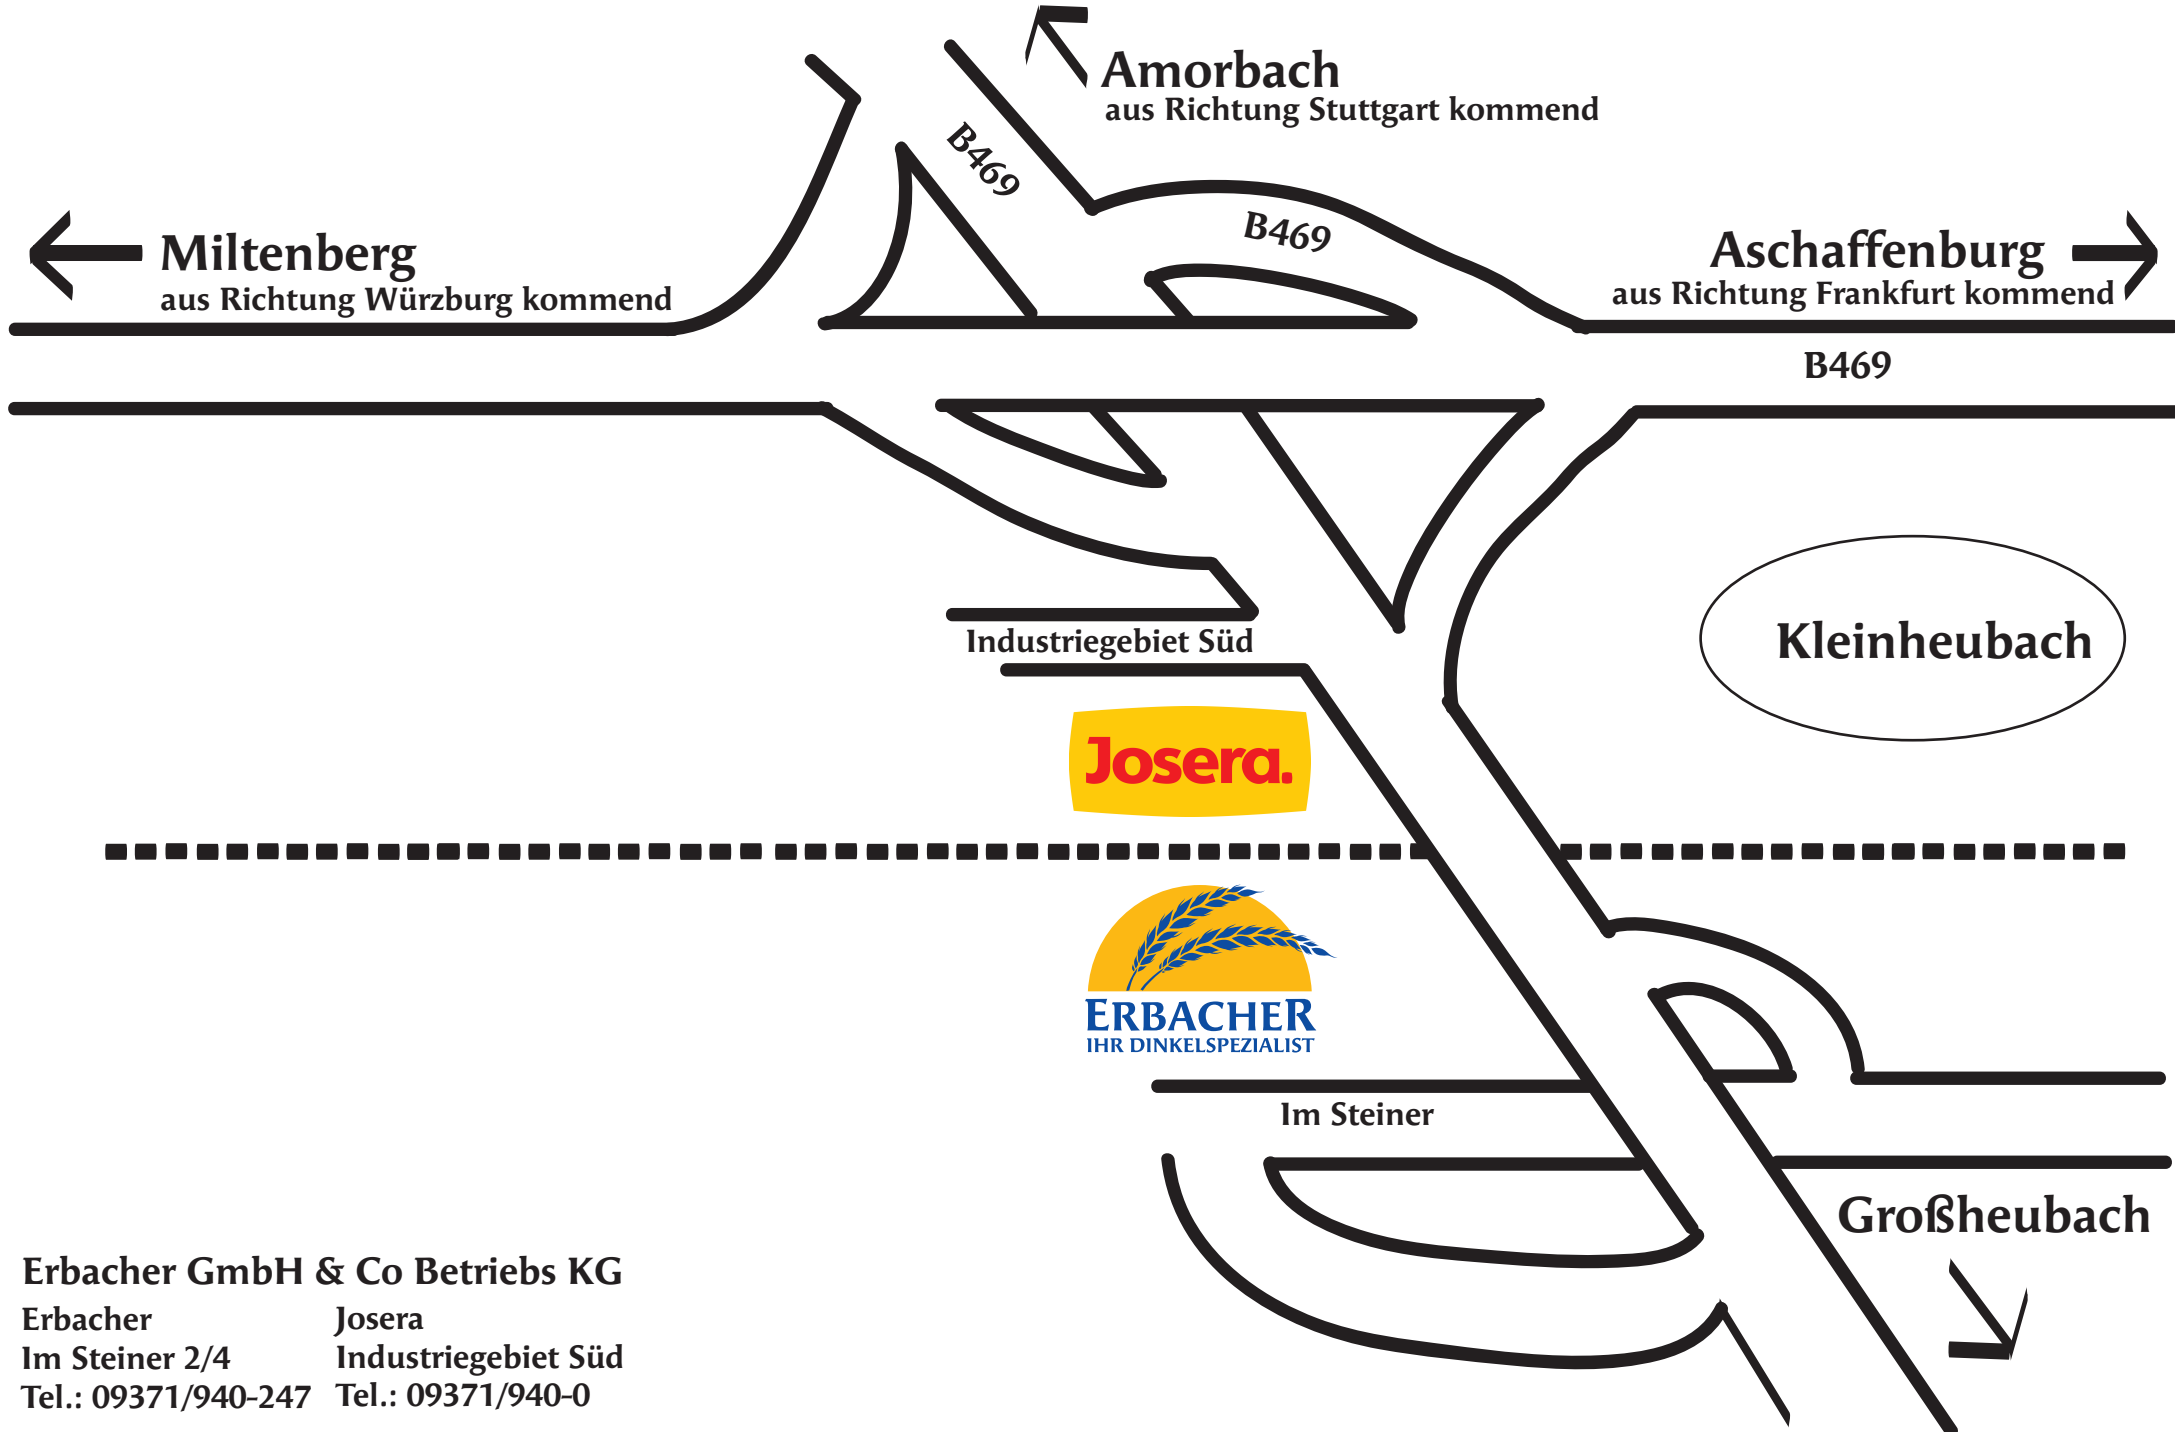 Amorbach
aus Richtung Stuttgart kommend
B469
B469
Miltenberg
aus Richtung Würzburg kommend
Aschaffenburg
aus Richtung Frankfurt kommend
B469
Industriegebiet Süd
Kleinheubach
Josera.
ERBACHER
IHR DINKELSPEZIALIST
Im Steiner
Großheubach
Erbacher GmbH & Co Betriebs KG
Erbacher
Im Steiner 2/4
Tel.: 09371/940-247
Josera
Industriegebiet Süd
Tel.: 09371/940-0